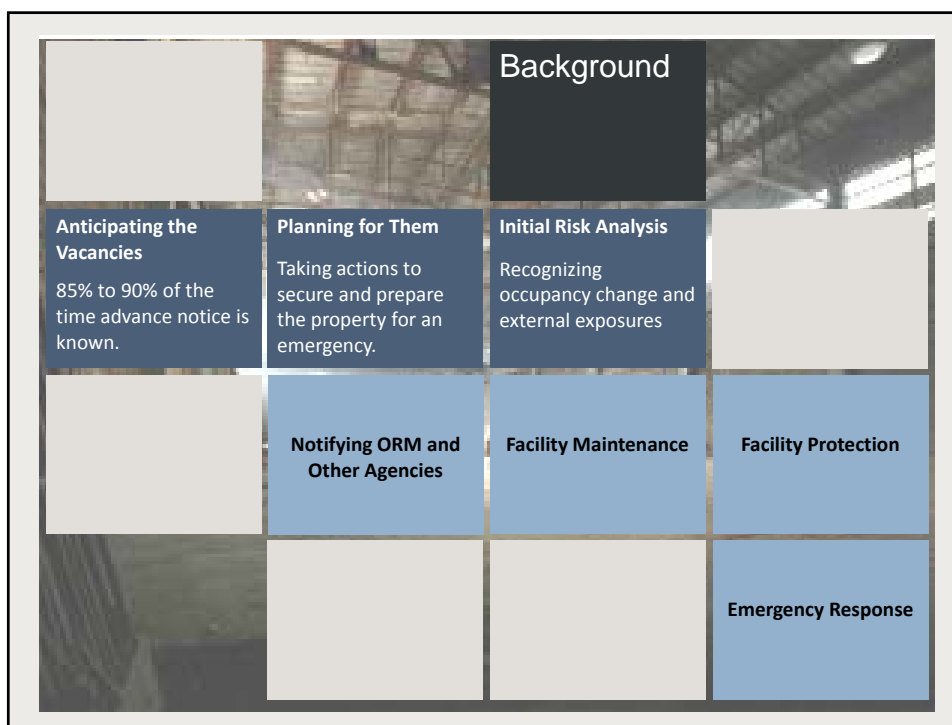 Background
Anticipating the
Vacancies
85% to 90% of the
time advance notice is
known.
Planning for Them
Taking actions to
secure and prepare
the property for an
emergency.
Initial Risk Analysis
Recognizing
occupancy change and
external exposures
Notifying ORM and
Other Agencies
Facility Maintenance
Facility Protection
Emergency Response